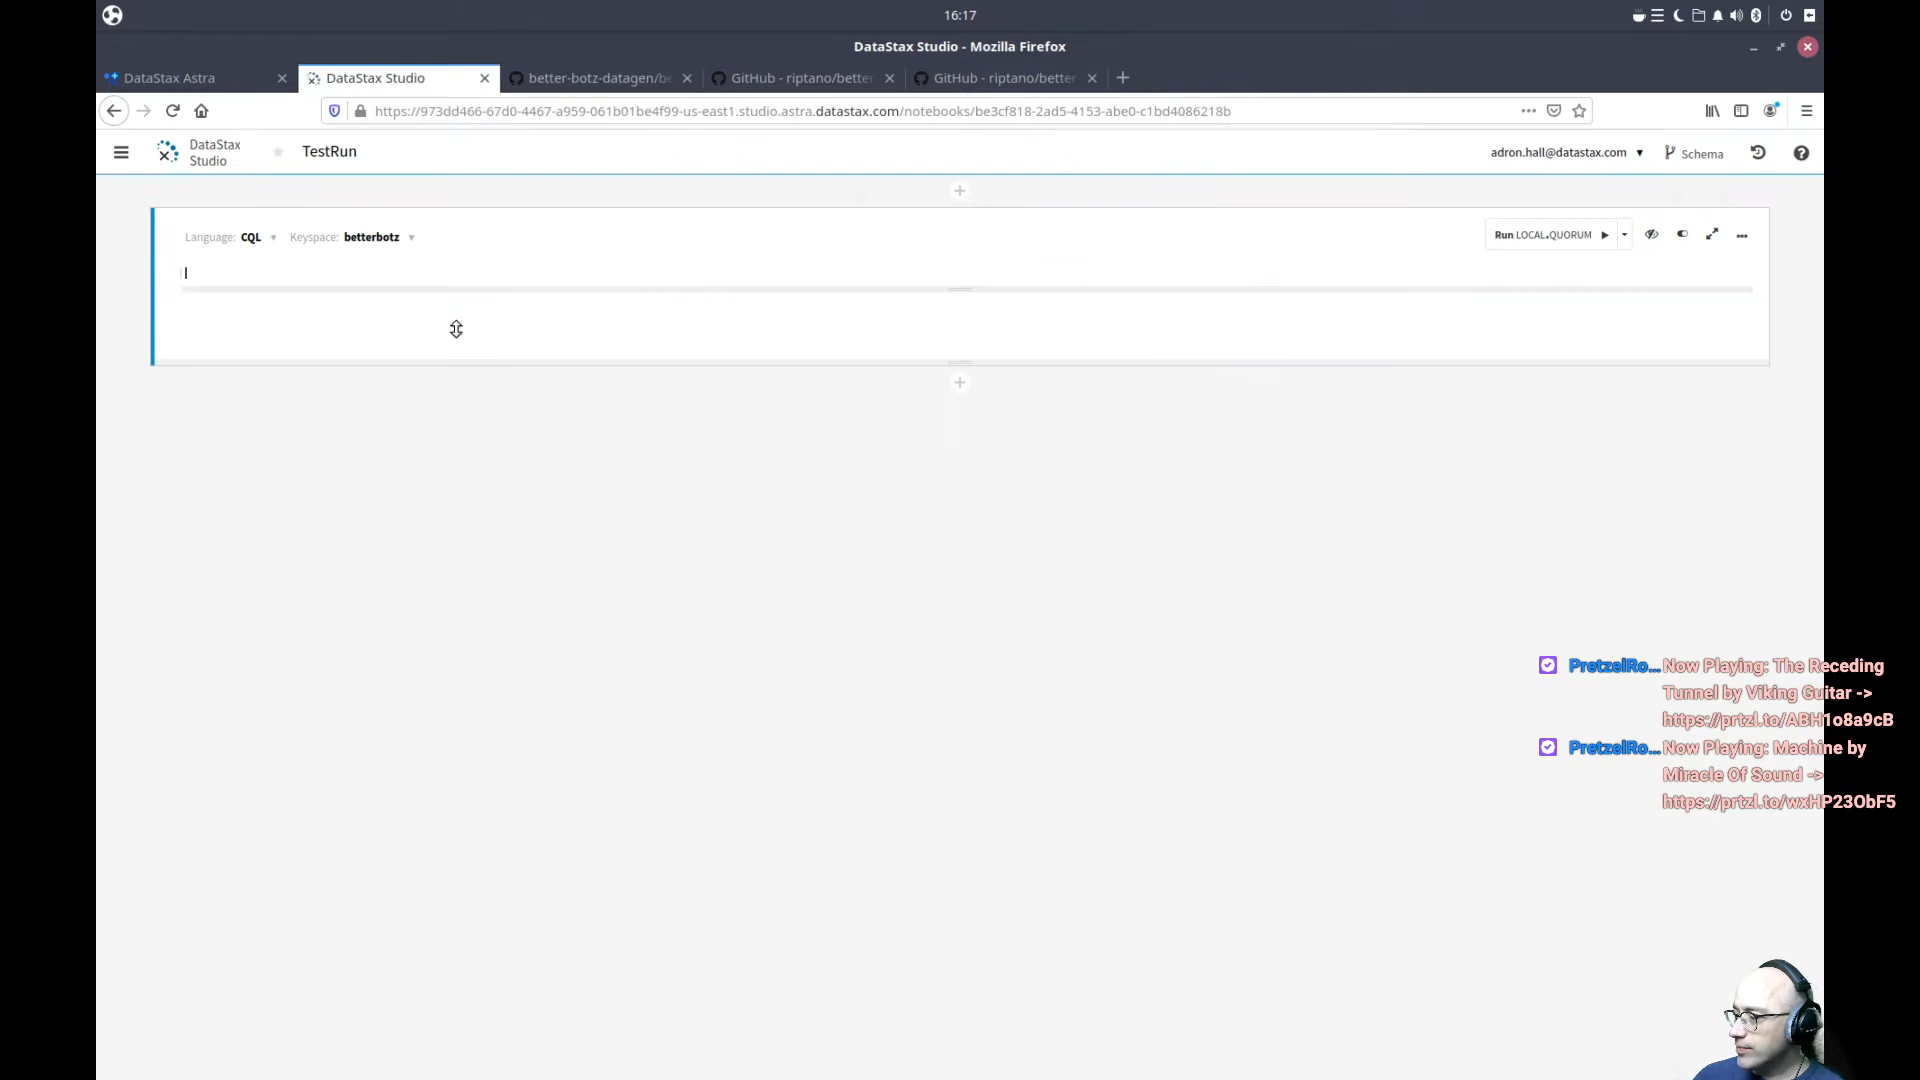 16:17
DataStax Studio - Mozilla Firefox
DataStax Astra
DataStax Studio
better-botz-datagen/be
GitHub - riptano/better
GitHub - riptano/better
https://973dd466-67d0-4467-a959-061b01be4f99-us-east1.studio.astra.datastax.com/notebooks/be3cf818-2ad5-4153-abe0-c1bd4086218b
DataStax
Studio
TestRun
adron.hall@datastax.com
Schema
Language: CQL Keyspace: betterbotz
Run LOCAL.QUORUM
PretzelRo... Now Playing: The Receding
Tunnel by Viking Guitar ->
https://prtzl.to/ABH1o8a9cB
PretzelRo... Now Playing: Machine by
Miracle Of Sound ->
https://prtzl.to/wxHP23ObF5